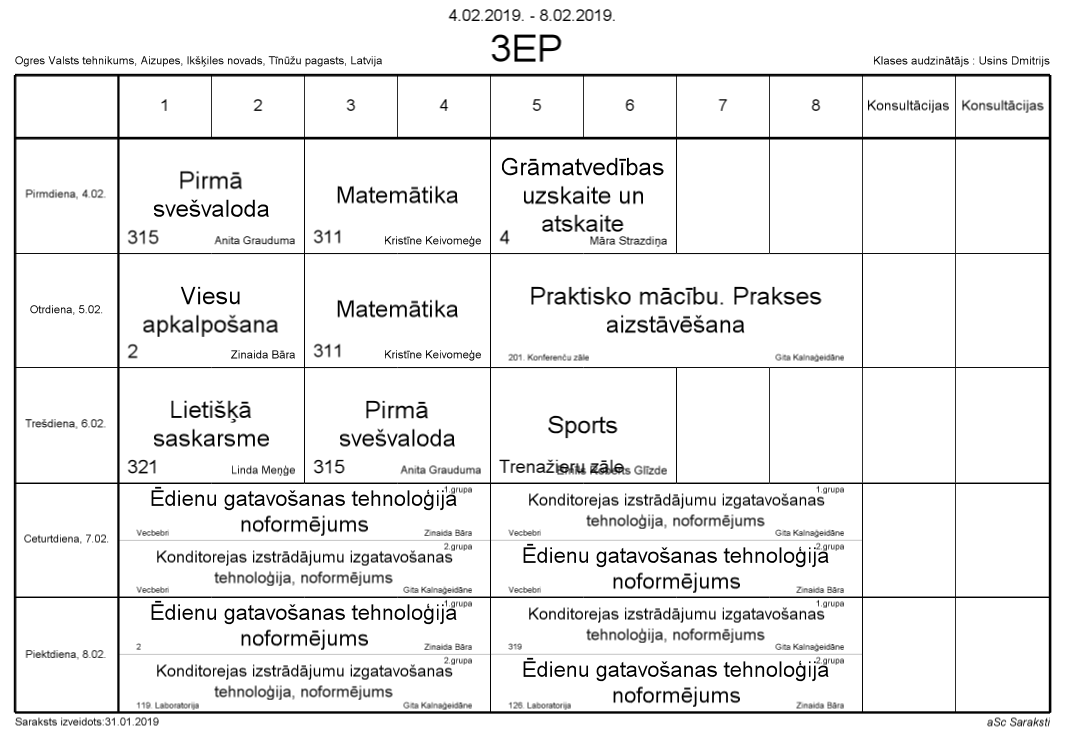 4.02.2019. - 8.02.2019.
3EP
Ogres Valsts tehnikums, Aizupes, Ikšķiles novads, Tīnūžu pagasts, Latvija
Klases audzinātājs : Usins Dmitrijs
1 2 3 4 5 6 7 8 Konsultācijas Konsultācijas
Pirmdiena, 4.02.
Pirmā
svešvaloda
315 Anita Grauduma
Matemātika
311 Kristīne Keivomeģe
Grāmatvedības
uzskaite un
atskaite
4 Māra Strazdiņa
Otrdiena, 5.02.
Viesu
apkalpošana
2 Zinaida Bāra
Matemātika
311 Kristīne Keivomeģe
Praktisko mācību. Prakses
aizstāvēšana
201. Konferenču zāle Gita Kalnaģeidāne
Trešdiena, 6.02.
Lietišķā
saskarsme
321 Linda Meņģe
Pirmā
svešvaloda
315 Anita Grauduma
Sports
Trenažieru zāle Emīls Roberts Glīzde
Ceturtdiena, 7.02.
1.grupa
Ēdienu gatavošanas tehnoloģija
noformējums
Vecbebri Zinaida Bāra
1.grupa
Konditorejas izstrādājumu izgatavošanas
tehnoloģija, noformējums
Vecbebri Gita Kalnaģeidāne
2.grupa
Konditorejas izstrādājumu izgatavošanas
tehnoloģija, noformējums
Vecbebri Gita Kalnaģeidāne
2.grupa
Ēdienu gatavošanas tehnoloģija
noformējums
Vecbebri Zinaida Bāra
Piektdiena, 8.02.
1.grupa
Ēdienu gatavošanas tehnoloģija
noformējums
2 Zinaida Bāra
1.grupa
Konditorejas izstrādājumu izgatavošanas
tehnoloģija, noformējums
319 Gita Kalnaģeidāne
2.grupa
Konditorejas izstrādājumu izgatavošanas
tehnoloģija, noformējums
119. Laboratorija Gita Kalnaģeidāne
2.grupa
Ēdienu gatavošanas tehnoloģija
noformējums
126. Laboratorija Zinaida Bāra
Saraksts izveidots:31.01.2019
aSc Saraksti